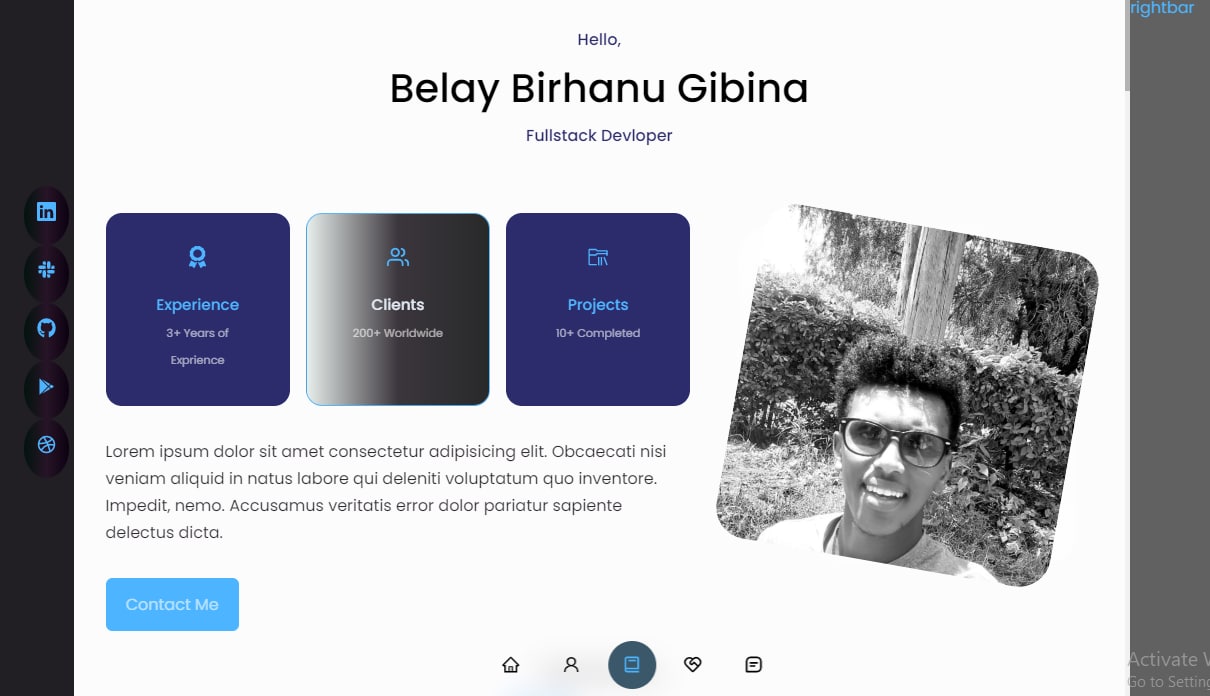 rightbar
Hello,
Belay Birhanu Gibina
Fullstack Devloper
Experience
3+ Years of
Exprience
Clients
200+ Worldwide
Projects
10+ Completed
Lorem ipsum dolor sit amet consectetur adipisicing elit. Obcaecati nisi
veniam aliquid in natus labore qui deleniti voluptatum quo inventore.
Impedit, nemo. Accusamus veritatis error dolor pariatur sapiente
delectus dicta.
Contact Me
Activate
Go to